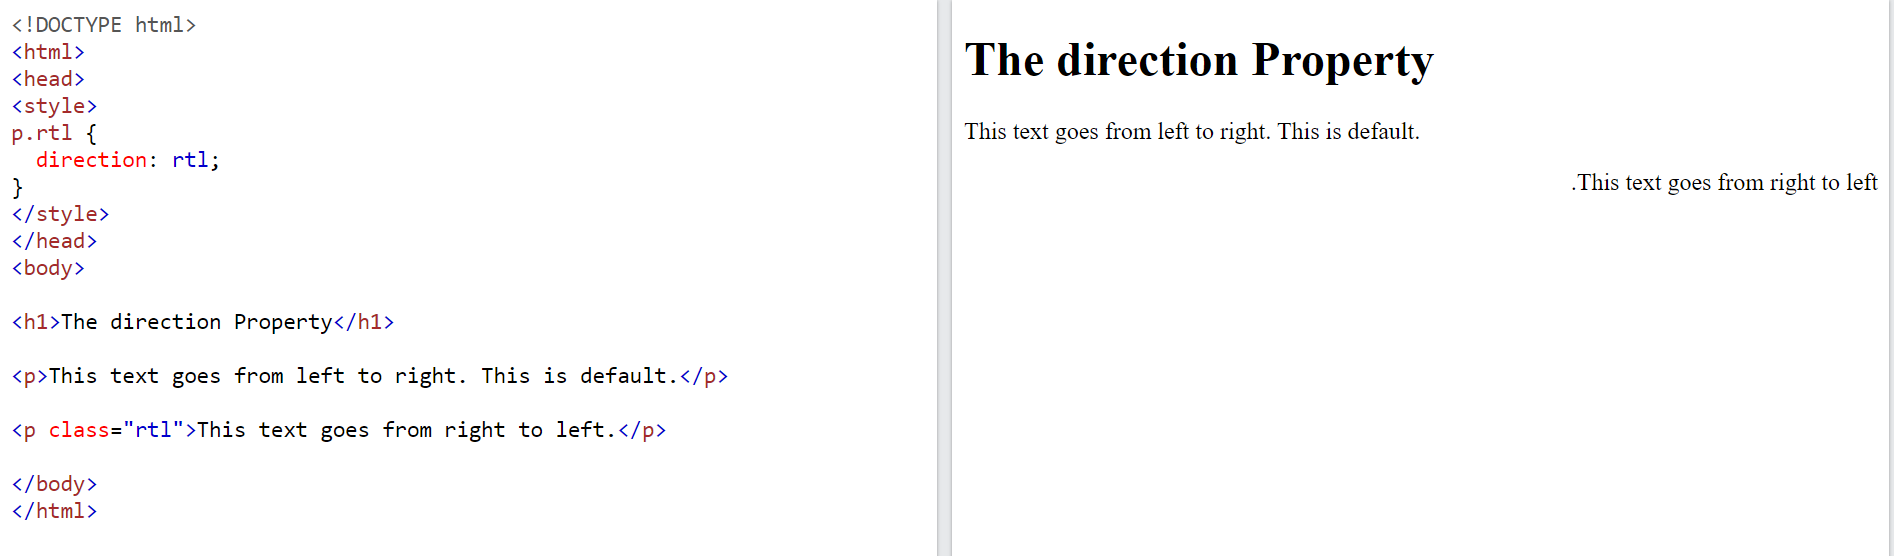 <!DOCTYPE html>
<html>
<head>
<style>
p.rtl {
  direction: rtl;
}
</style>
</head>
<body>

<h1>The direction Property</h1>

<p>This text goes from left to right. This is default.</p>

<p class="rtl">This text goes from right to left.</p>

</body>
</html>
The direction Property
This text goes from left to right. This is default.
.This text goes from right to left